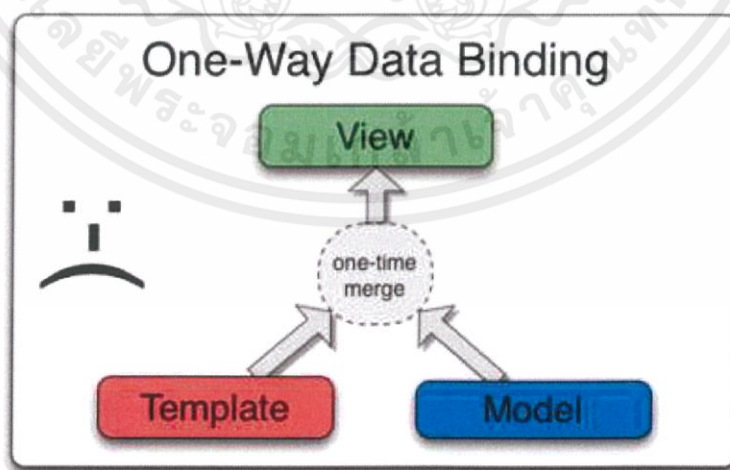 One-Way Data Binding
View
one-time
merge
Template
Model